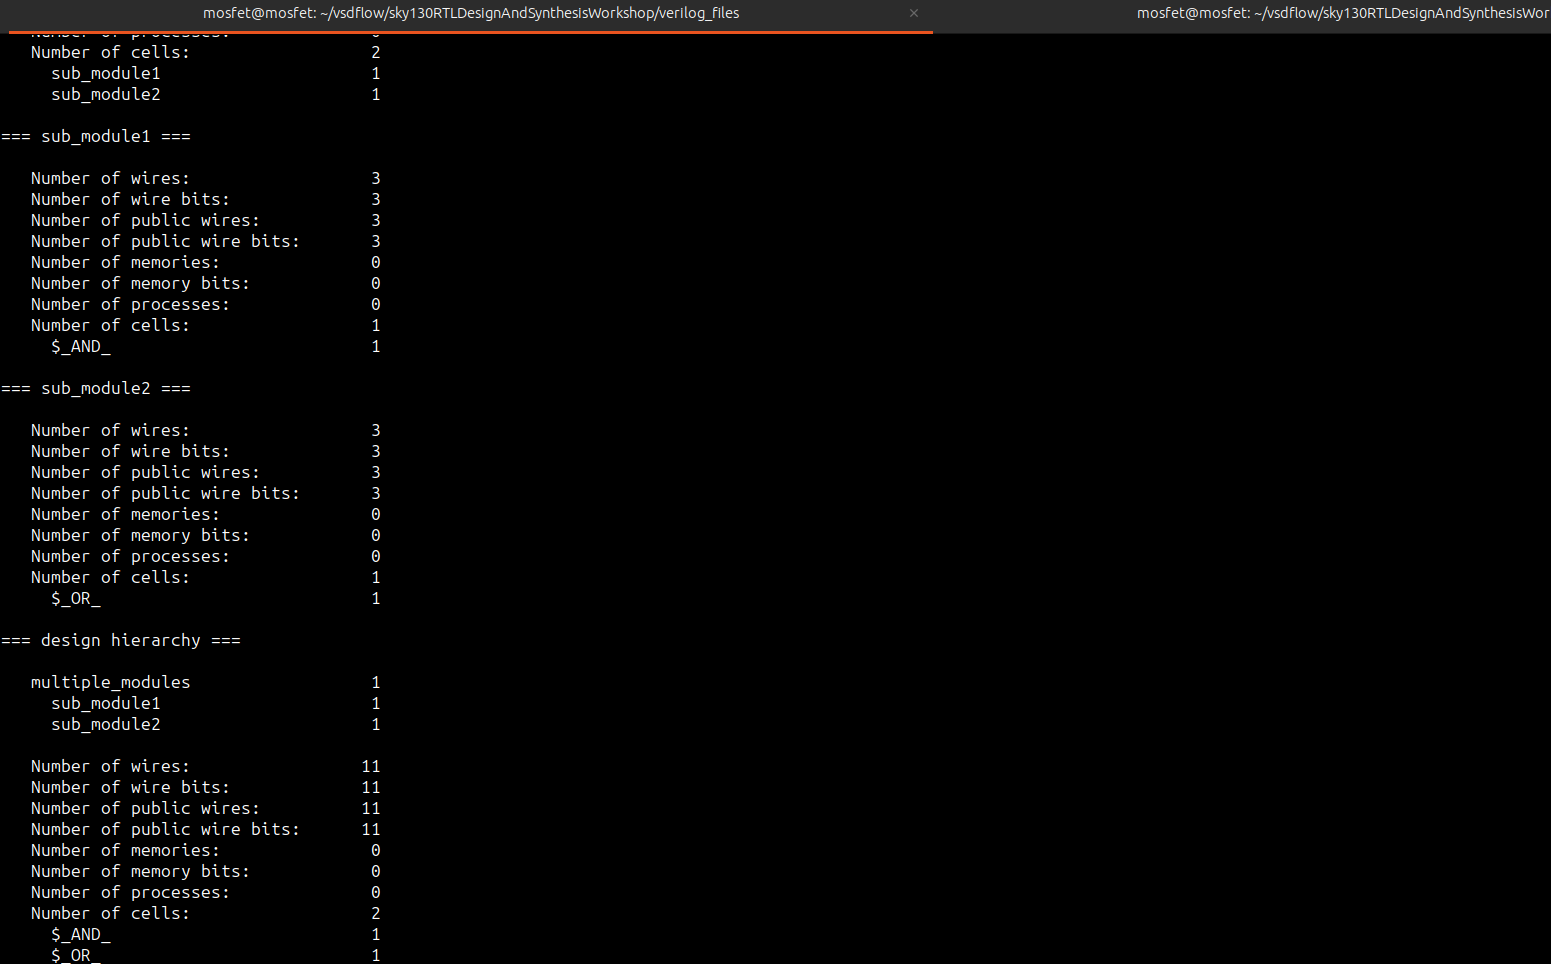 mosfet@mosfet: ~/vsdflow/sky130RTLDesignAndSynthesisWorkshop/verilog_files × mosfet@mosfet: ~/vsdflow/sky130RTLDesignAndSynthesisWor
Number of processes: 0
Number of cells: 2
sub_module1 1
sub_module2 1
=== sub_module1 ===
Number of wires: 3
Number of wire bits: 3
Number of public wires: 3
Number of public wire bits: 3
Number of memories: 0
Number of memory bits: 0
Number of processes: 0
Number of cells: 1
$_AND_ 1
=== sub_module2 ===
Number of wires: 3
Number of wire bits: 3
Number of public wires: 3
Number of public wire bits: 3
Number of memories: 0
Number of memory bits: 0
Number of processes: 0
Number of cells: 1
$_OR_ 1
=== design hierarchy ===
multiple_modules 1
sub_module1 1
sub_module2 1
Number of wires: 11
Number of wire bits: 11
Number of public wires: 11
Number of public wire bits: 11
Number of memories: 0
Number of memory bits: 0
Number of processes: 0
Number of cells: 2
$_AND_ 1
$_OR_ 1